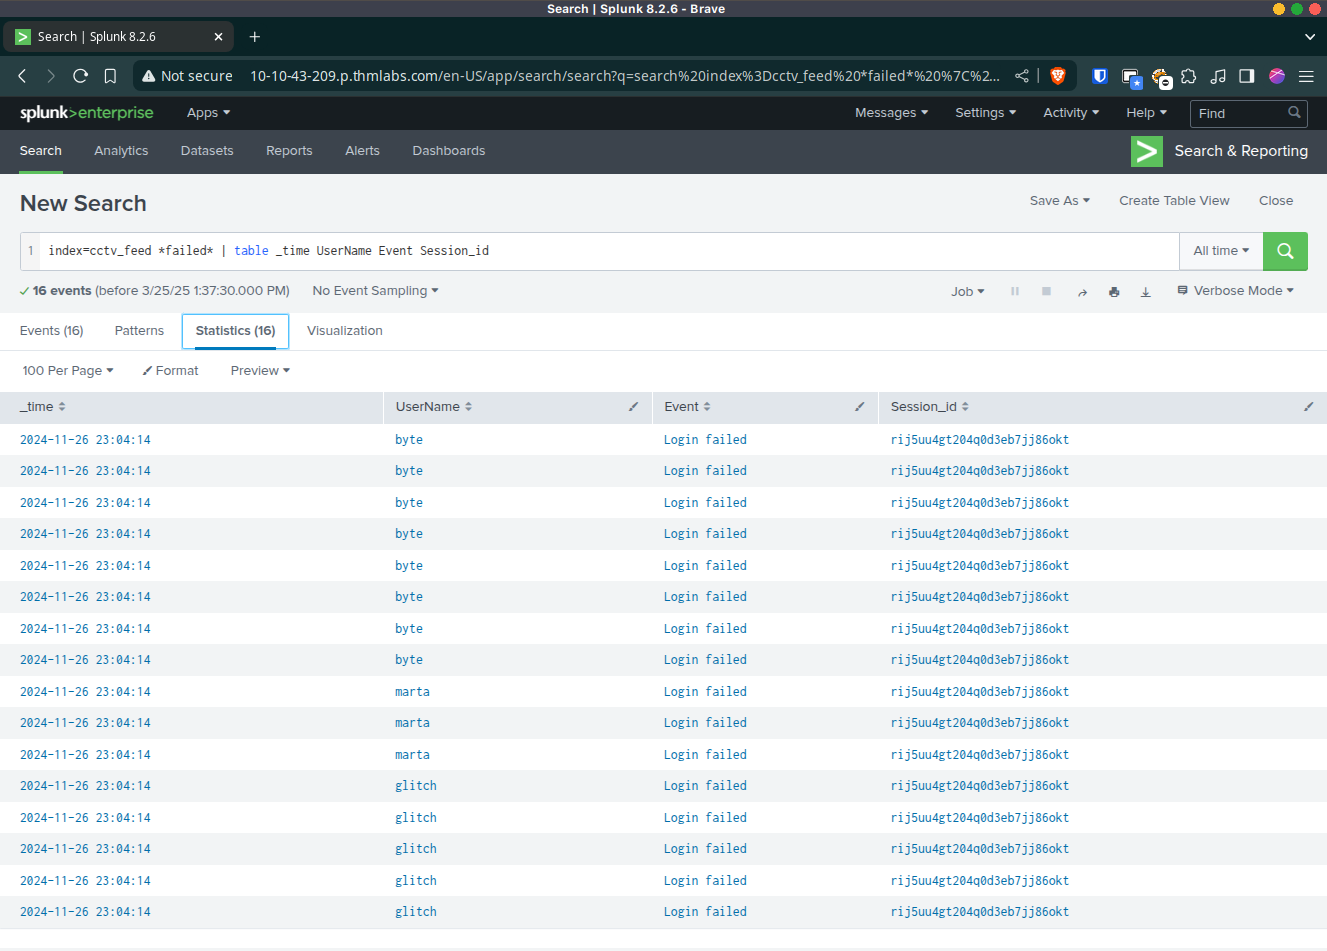 Search | Splunk 8.2.6 - Brave
Search | Splunk 8.2.6
Not secure 10-10-43-209.p.thmlabs.com/en-US/app/search/search?q=search%20index%3Dcctv_feed%20*failed*%20%7C%2...
splunk>enterprise Apps Messages Settings Activity Help Find
Search Analytics Datasets Reports Alerts Dashboards Search & Reporting
New Search Save As Create Table View Close
1 index=cctv_feed *failed* | table _time UserName Event Session_id All time
16 events (before 3/25/25 1:37:30.000 PM) No Event Sampling Job Verbose Mode
Events (16) Patterns Statistics (16) Visualization
100 Per Page Format Preview
_time UserName Event Session_id
2024-11-26 23:04:14 byte Login failed rij5uu4gt204q0d3eb7jj86okt
2024-11-26 23:04:14 byte Login failed rij5uu4gt204q0d3eb7jj86okt
2024-11-26 23:04:14 byte Login failed rij5uu4gt204q0d3eb7jj86okt
2024-11-26 23:04:14 byte Login failed rij5uu4gt204q0d3eb7jj86okt
2024-11-26 23:04:14 byte Login failed rij5uu4gt204q0d3eb7jj86okt
2024-11-26 23:04:14 byte Login failed rij5uu4gt204q0d3eb7jj86okt
2024-11-26 23:04:14 byte Login failed rij5uu4gt204q0d3eb7jj86okt
2024-11-26 23:04:14 byte Login failed rij5uu4gt204q0d3eb7jj86okt
2024-11-26 23:04:14 marta Login failed rij5uu4gt204q0d3eb7jj86okt
2024-11-26 23:04:14 marta Login failed rij5uu4gt204q0d3eb7jj86okt
2024-11-26 23:04:14 marta Login failed rij5uu4gt204q0d3eb7jj86okt
2024-11-26 23:04:14 glitch Login failed rij5uu4gt204q0d3eb7jj86okt
2024-11-26 23:04:14 glitch Login failed rij5uu4gt204q0d3eb7jj86okt
2024-11-26 23:04:14 glitch Login failed rij5uu4gt204q0d3eb7jj86okt
2024-11-26 23:04:14 glitch Login failed rij5uu4gt204q0d3eb7jj86okt
2024-11-26 23:04:14 glitch Login failed rij5uu4gt204q0d3eb7jj86okt